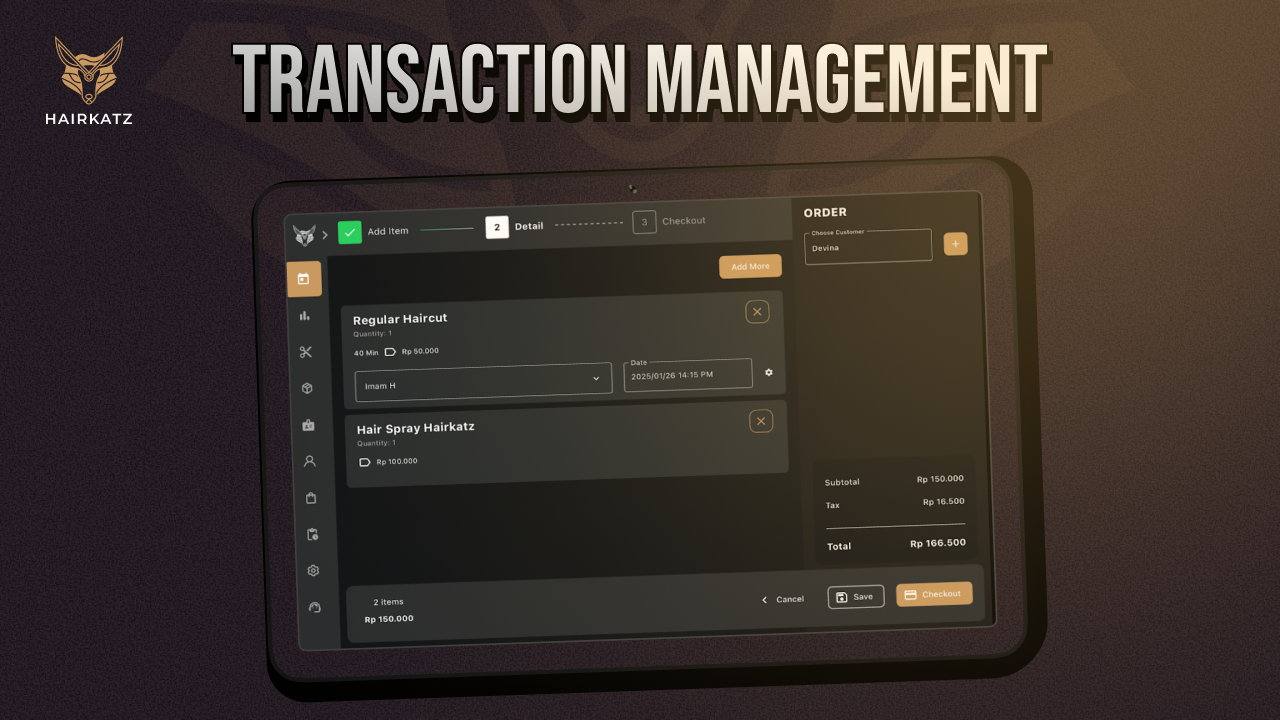 TRANSACTION MANAGEMENT
HAIRKATZ
Add Item
2 Detail
3 Checkout
ORDER
Choose Customer
Devina
+
Add More
Regular Haircut
Quantity: 1
40 Min Rp 50.000
Imam H
Date
2025/01/26 14:15 PM
Hair Spray Hairkatz
Quantity: 1
Rp 100.000
Subtotal Rp 150.000
Tax Rp 16.500
Total Rp 166.500
2 items
Rp 150.000
Cancel
Save
Checkout